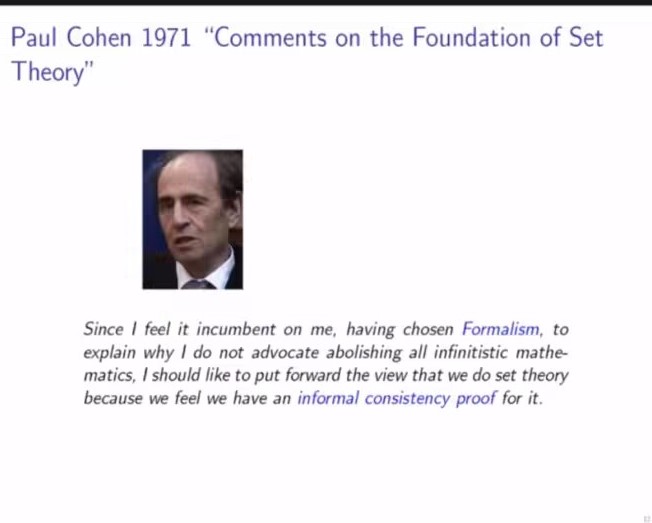 Paul Cohen 1971 “Comments on the Foundation of Set
Theory”
Since I feel it incumbent on me, having chosen Formalism, to
explain why I do not advocate abolishing all infinitistic mathe-
matics, I should like to put forward the view that we do set theory
because we feel we have an informal consistency proof for it.